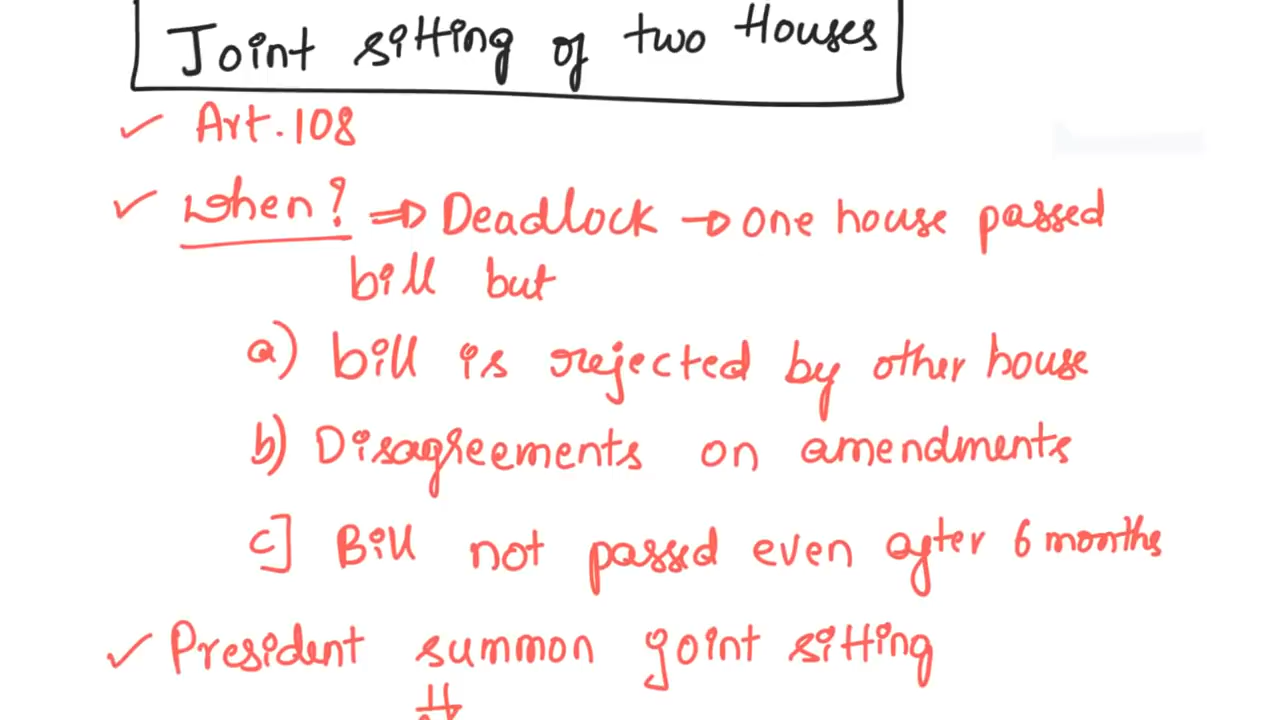 Joint sitting of two Houses
✓ Art. 108
✓ when? ⇒ Deadlock → one house passed
bill but
a) bill is rejected by other house
b) Disagreements on amendments
c] Bill not passed even after 6 months
✓ President summon joint sitting